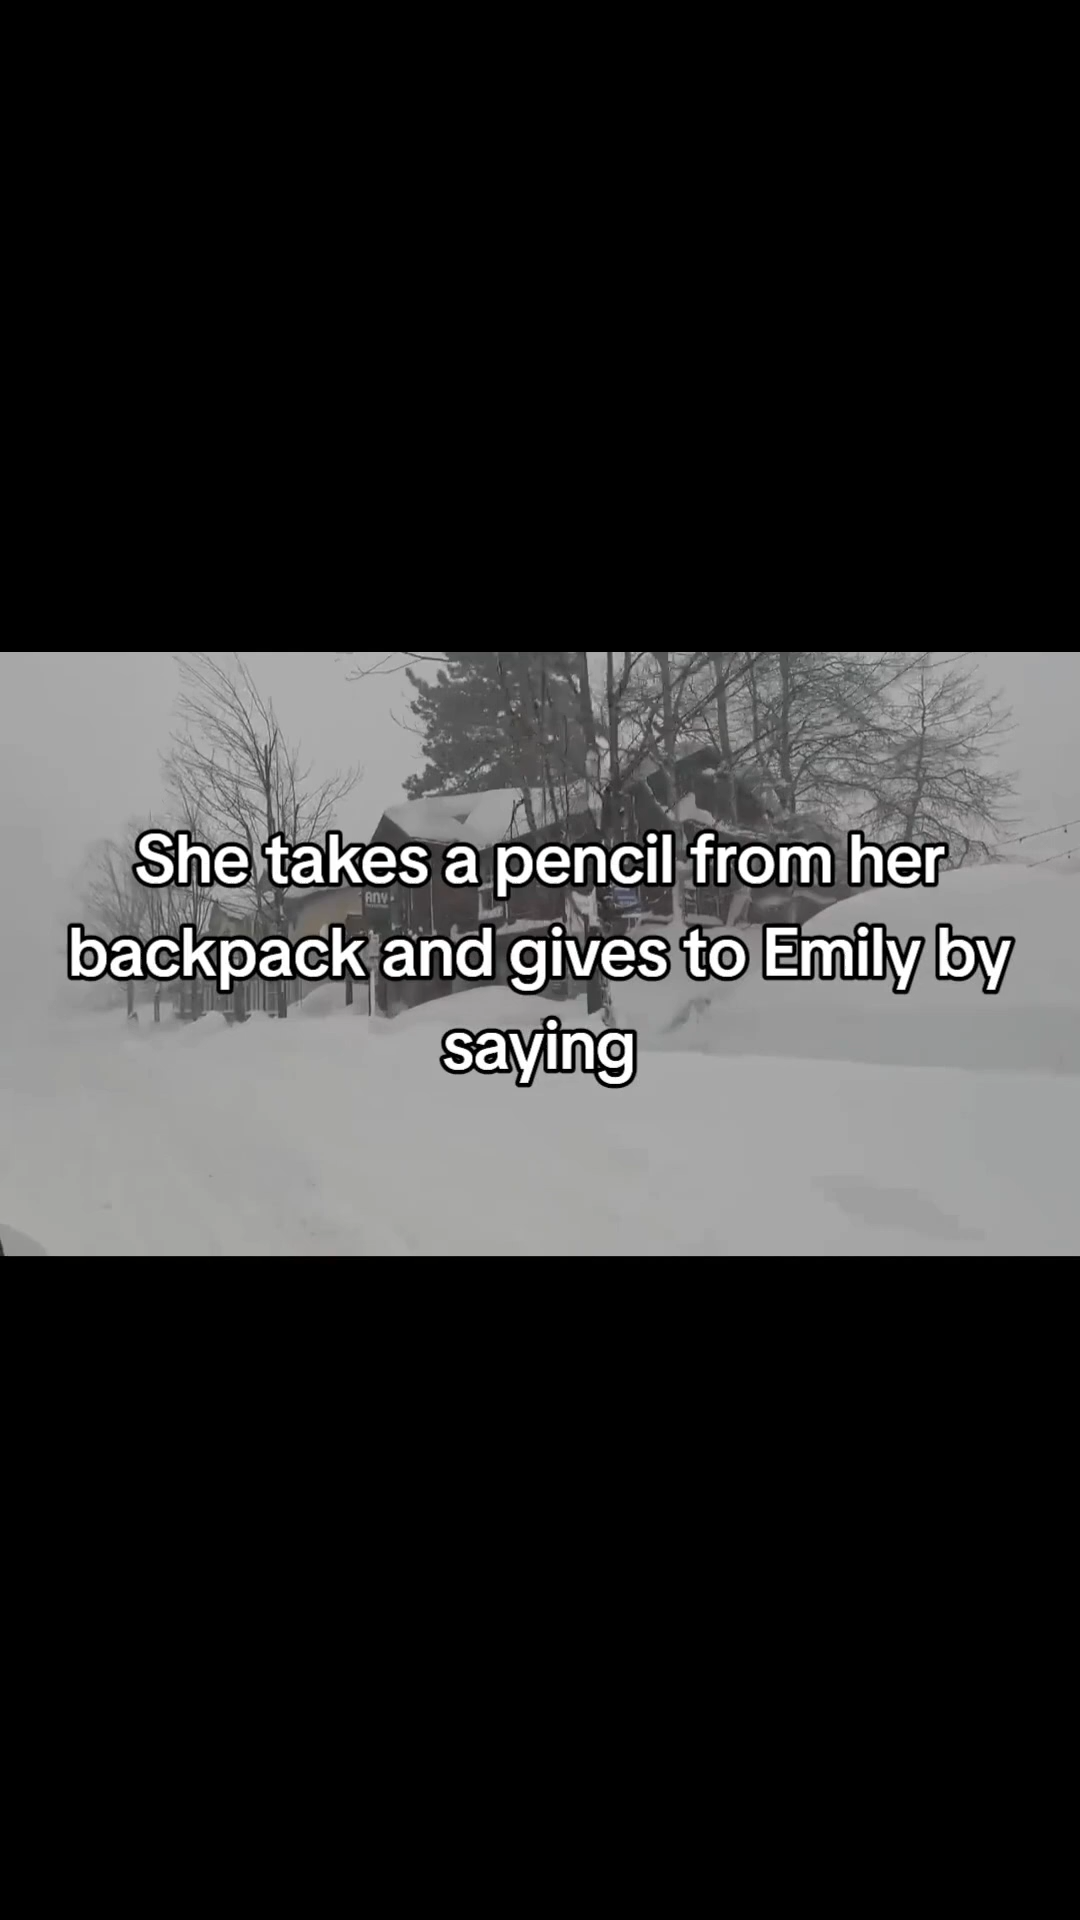 She takes a pencil from her
backpack and gives to Emily by
saying